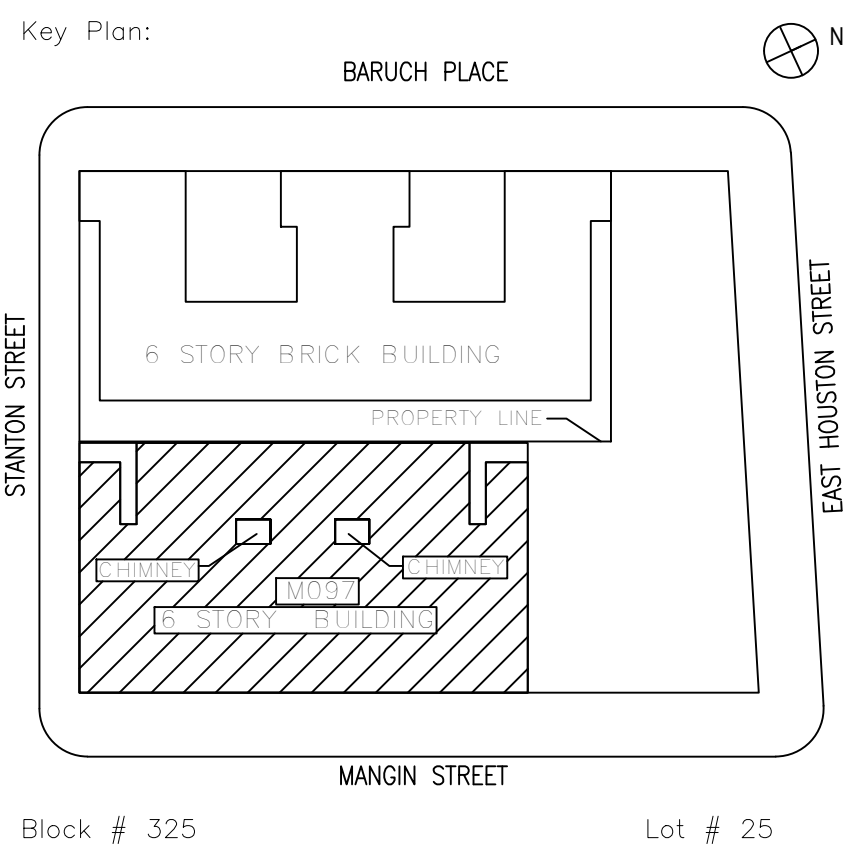 Key Plan:
N
BARUCH PLACE
STANTON STREET
EAST HOUSTON STREET
6 STORY BRICK BUILDING
PROPERTY LINE
CHIMNEY
CHIMNEY
M097
6 STORY BUILDING
MANGIN STREET
Block # 325
Lot # 25